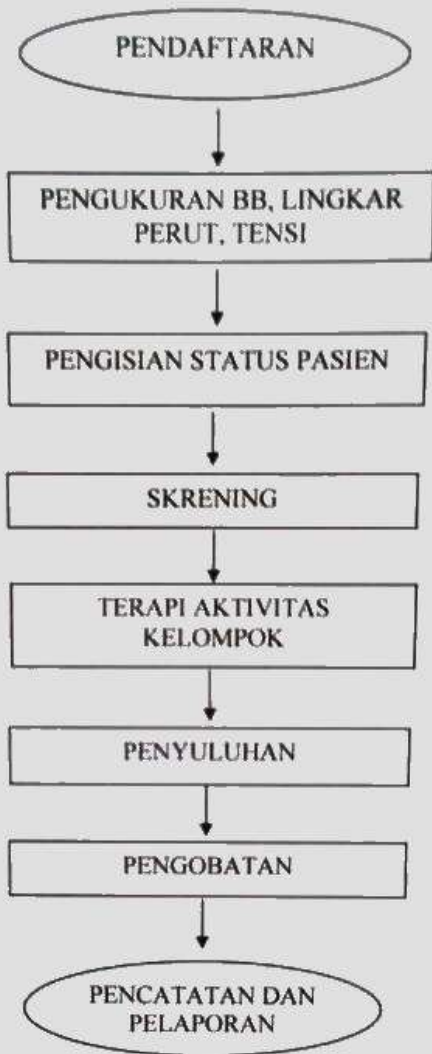 PENDAFTARAN
PENGUKURAN BB, LINGKAR
PERUT, TENSI
PENGISIAN STATUS PASIEN
SKRENING
TERAPI AKTIVITAS
KELOMPOK
PENYULUHAN
PENGOBATAN
PENCATATAN DAN
PELAPORAN